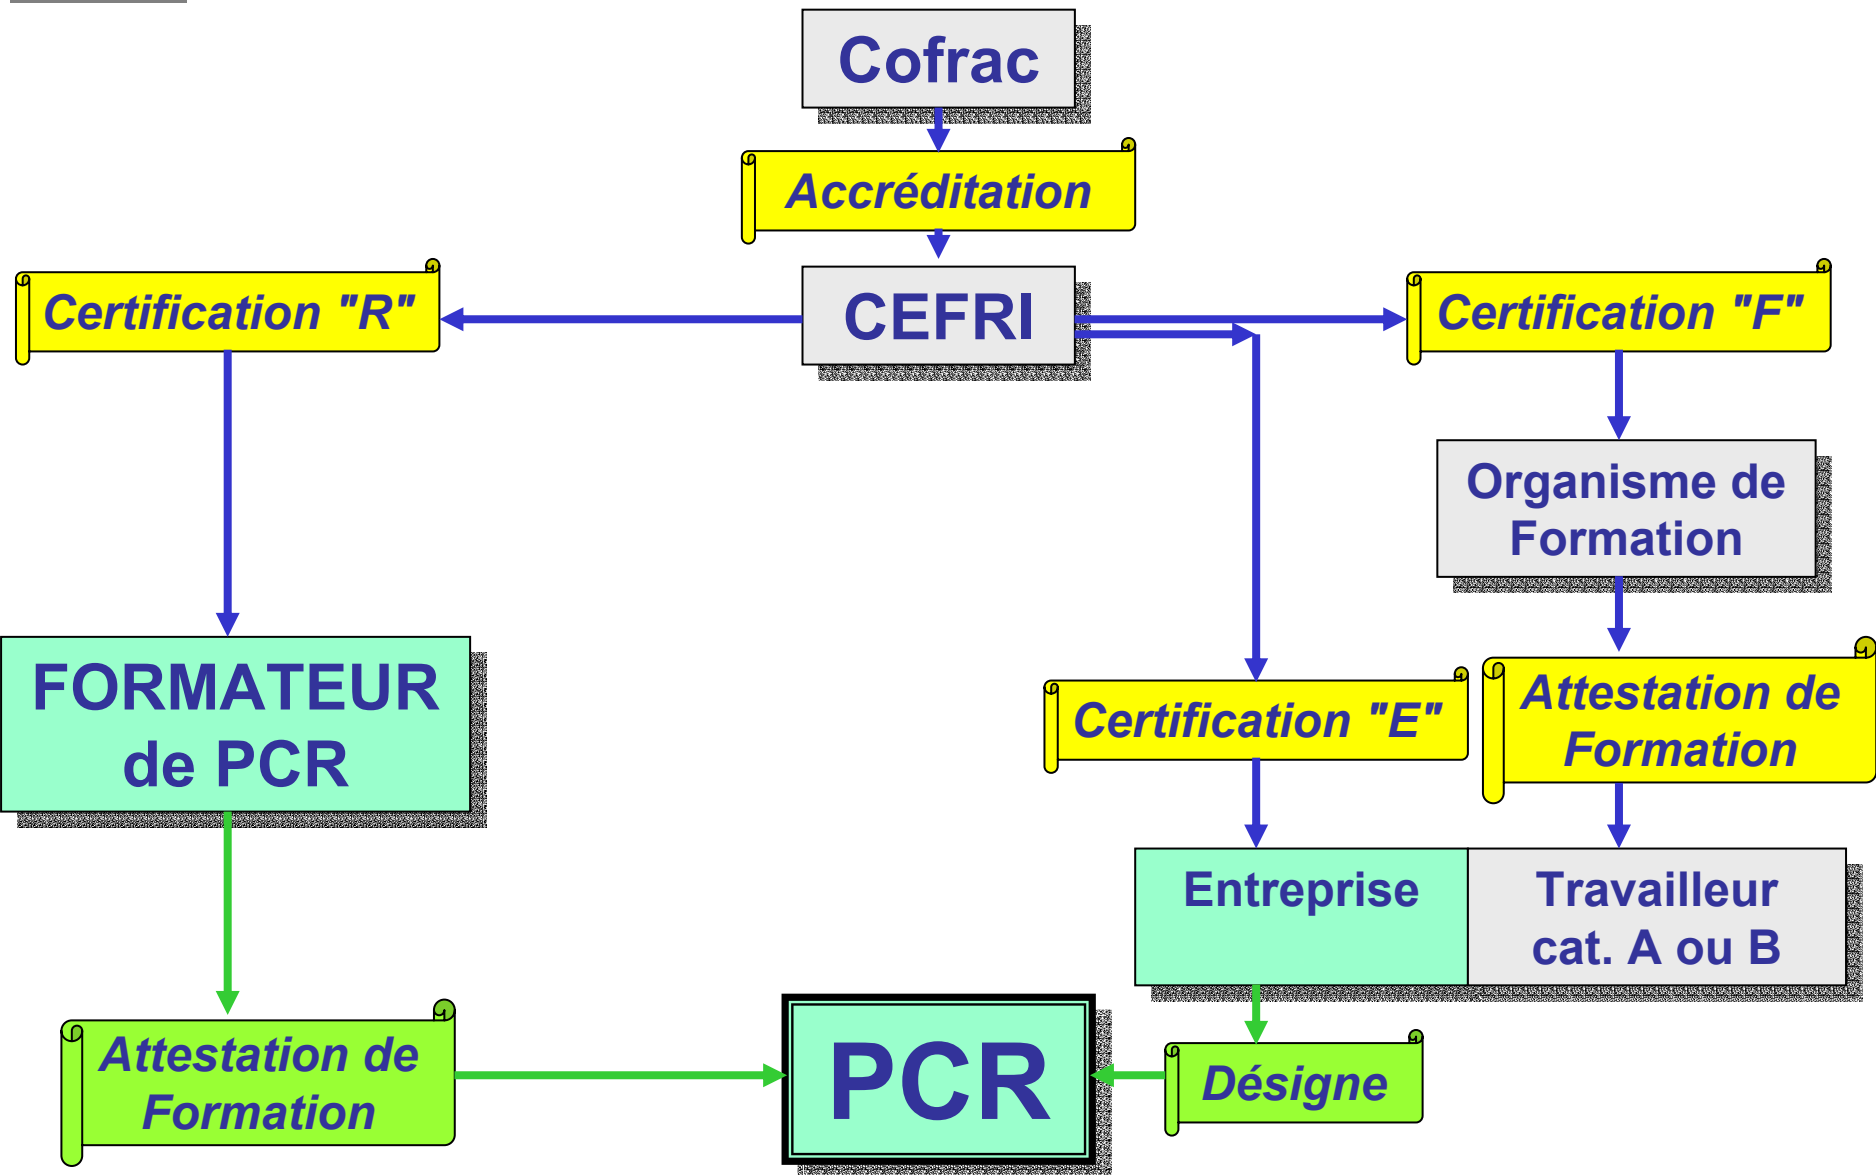 Cofrac
Accréditation
Certification "R"
CEFRI
Certification "F"
Organisme de
Formation
FORMATEUR
de PCR
Certification "E"
Attestation de
Formation
Entreprise
Travailleur
cat. A ou B
Attestation de
Formation
PCR
Désigne